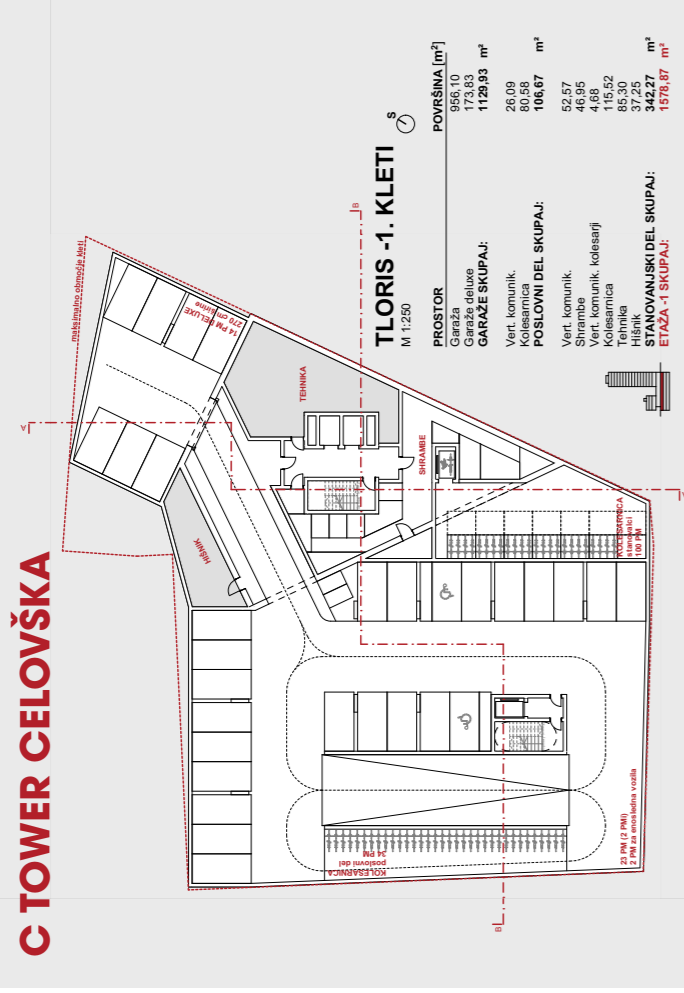 C TOWER CELOVŠKA
TLORIS -1. KLETI
S
M 1:250
PROSTOR POVRŠINA [m²]
Garaža 956,10
Garaže deluxe 173,83
GARAŽE SKUPAJ: 1129,93 m²
Vert. komunik. 26,09
Kolesarnica 80,58
POSLOVNI DEL SKUPAJ: 106,67 m²
Vert. komunik. 52,57
Shrambe 46,95
Vert. komunik. kolesarji 4,68
Kolesarnica 115,52
Tehnika 85,30
Hišnik 37,25
STANOVANJSKI DEL SKUPAJ: 342,27 m²
ETAŽA -1 SKUPAJ: 1578,87 m²
maksimalno območje kleti
14 PM DELUXE
270 cm širine
TEHNIKA
HIŠNIK
SHRAMBE
KOLESARNICA
stanovalci
100 PM
KOLESARNICA
poslovni del
34 PM
23 PM (2 PMi)
2 PM za enosledna vozila
A
A
B
B